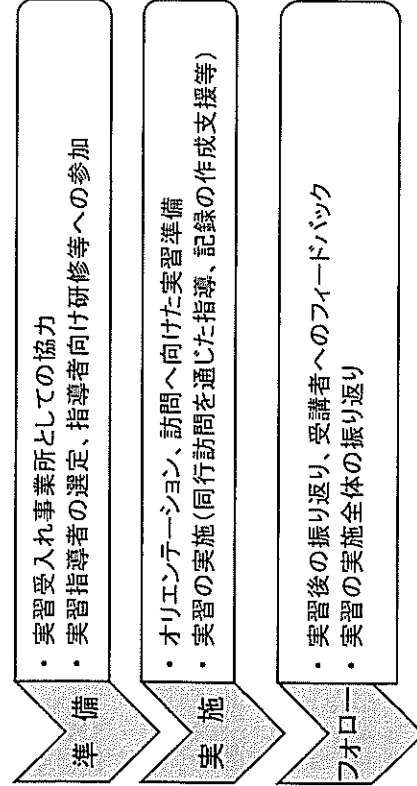 準備
・実習受入れ事業所としての協力
・実習指導者の選定、指導者向け研修等への参加
実施
・オリエンテーション、訪問へ向けた実習準備
・実習の実施(同行訪問を通じた指導、記録の作成支援等)
フォロー
・実習後の振り返り、受講者へのフィードバック
・実習の実施全体の振り返り